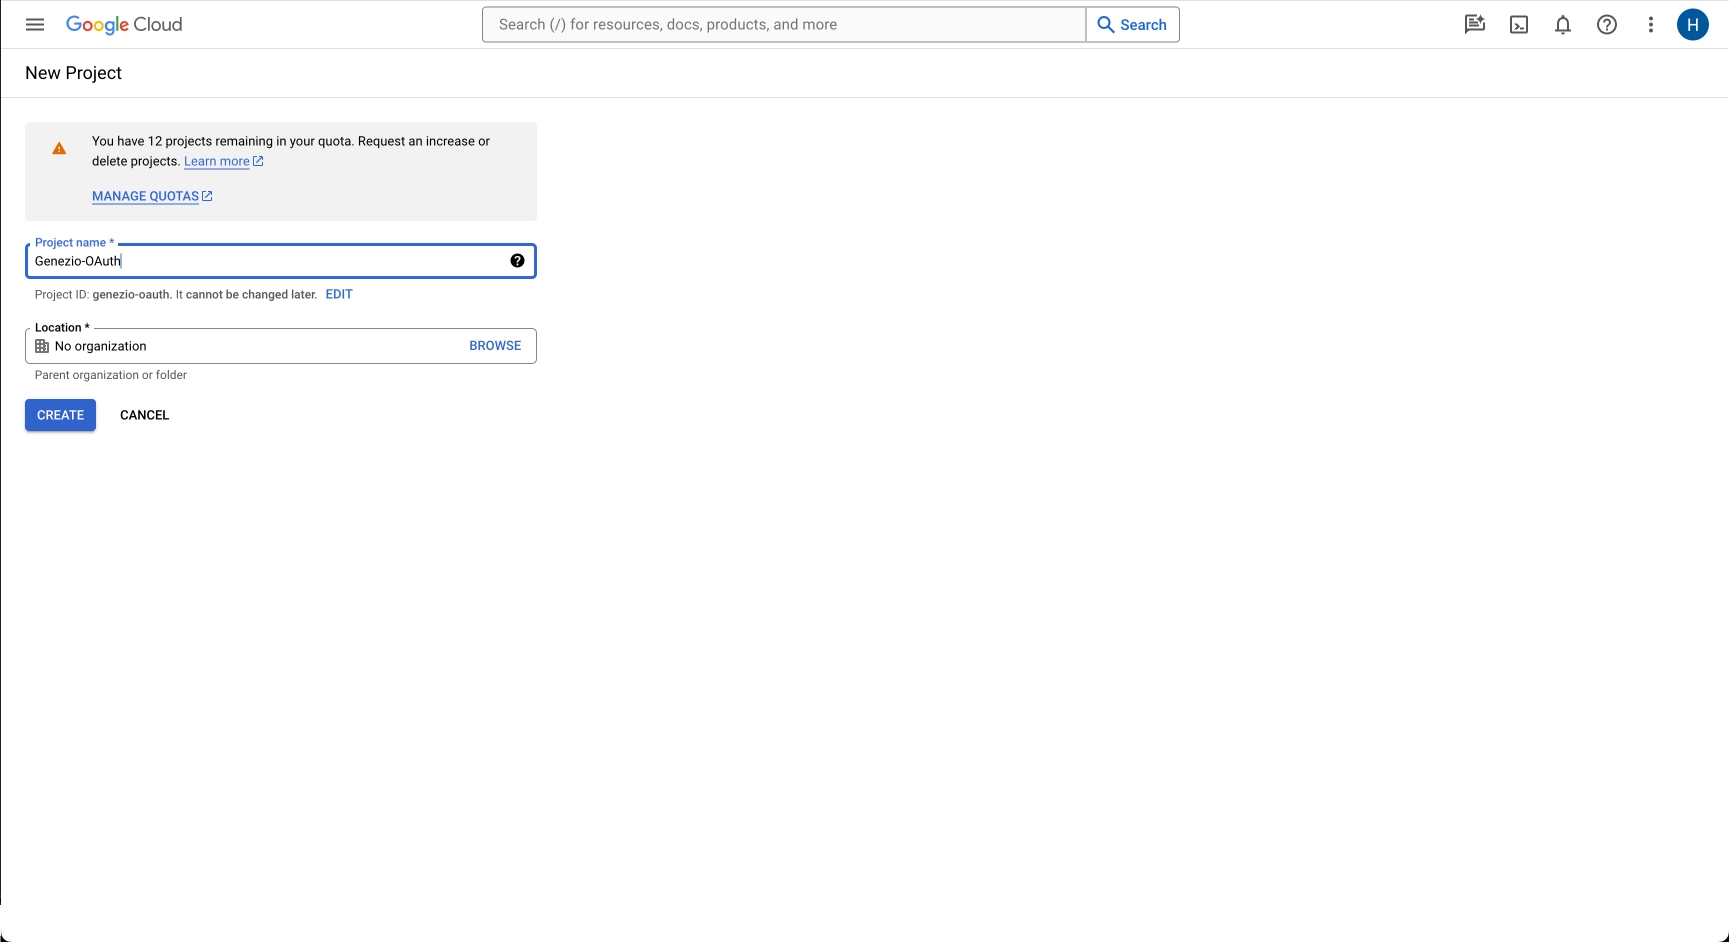 Google Cloud
Search (/) for resources, docs, products, and more
Search
H
New Project
You have 12 projects remaining in your quota. Request an increase or
delete projects. Learn more
MANAGE QUOTAS
Project name *
Genezio-OAuth
Project ID: genezio-oauth. It cannot be changed later. EDIT
Location *
No organization
BROWSE
Parent organization or folder
CREATE
CANCEL